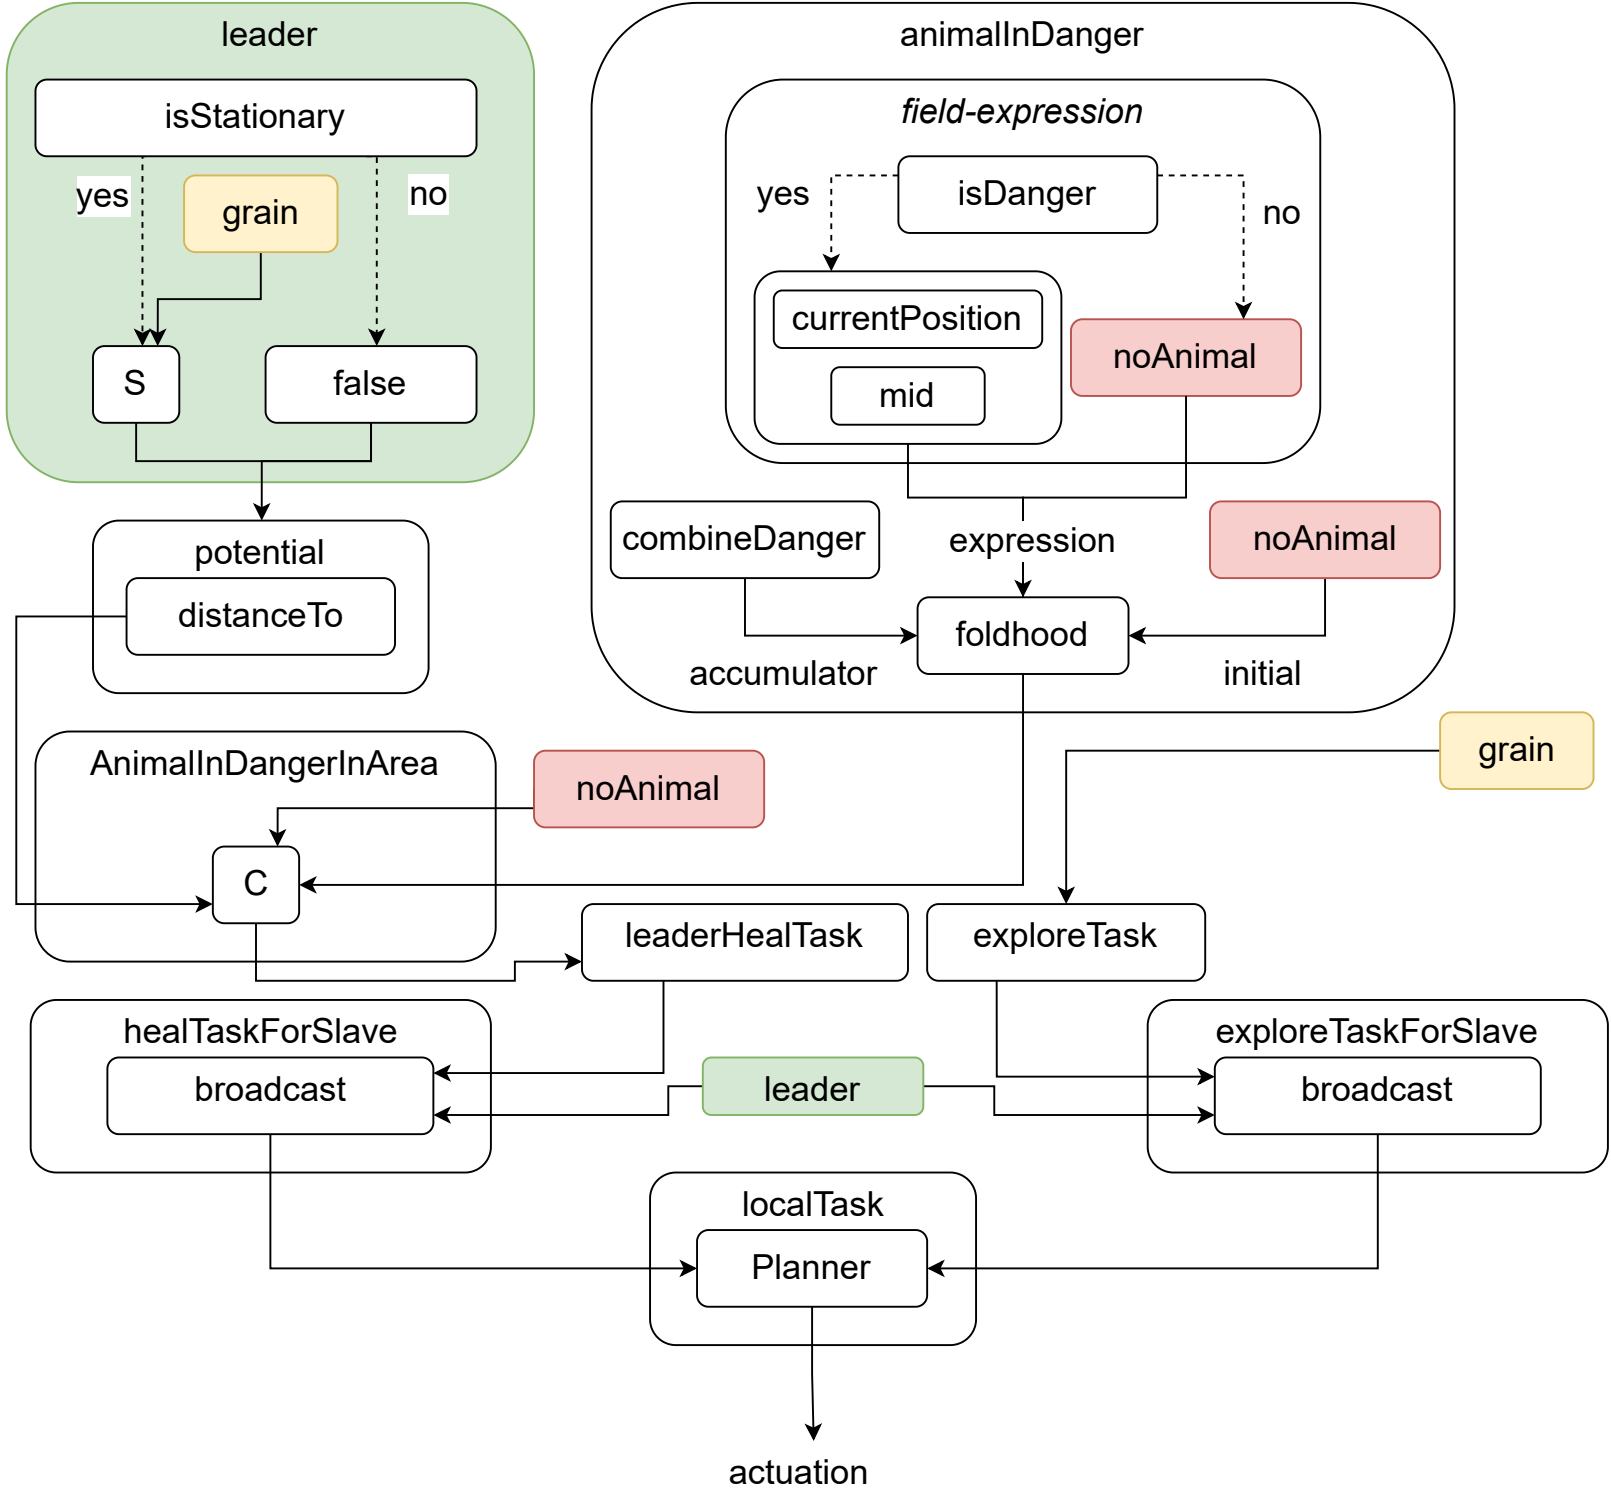 leader
isStationary
yes
grain
no
S
false
potential
distanceTo
animalInDanger
field-expression
isDanger
yes
no
currentPosition
mid
noAnimal
combineDanger
expression
noAnimal
foldhood
accumulator
initial
AnimalInDangerInArea
noAnimal
grain
C
leaderHealTask
exploreTask
healTaskForSlave
broadcast
leader
exploreTaskForSlave
broadcast
localTask
Planner
actuation